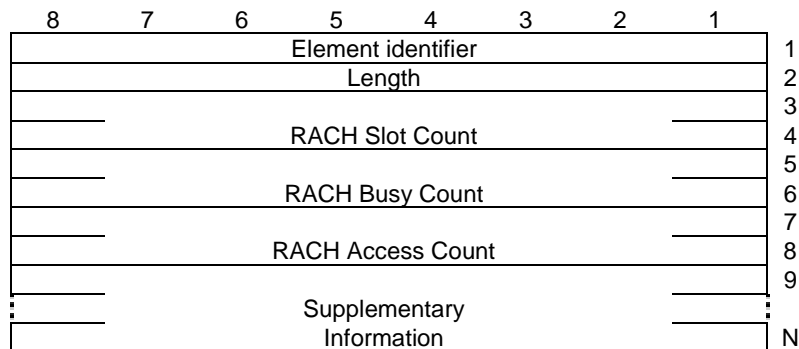 8 7 6 5 4 3 2 1
Element identifier 1
Length 2
3
RACH Slot Count 4
5
RACH Busy Count 6
7
RACH Access Count 8
9
Supplementary
Information N